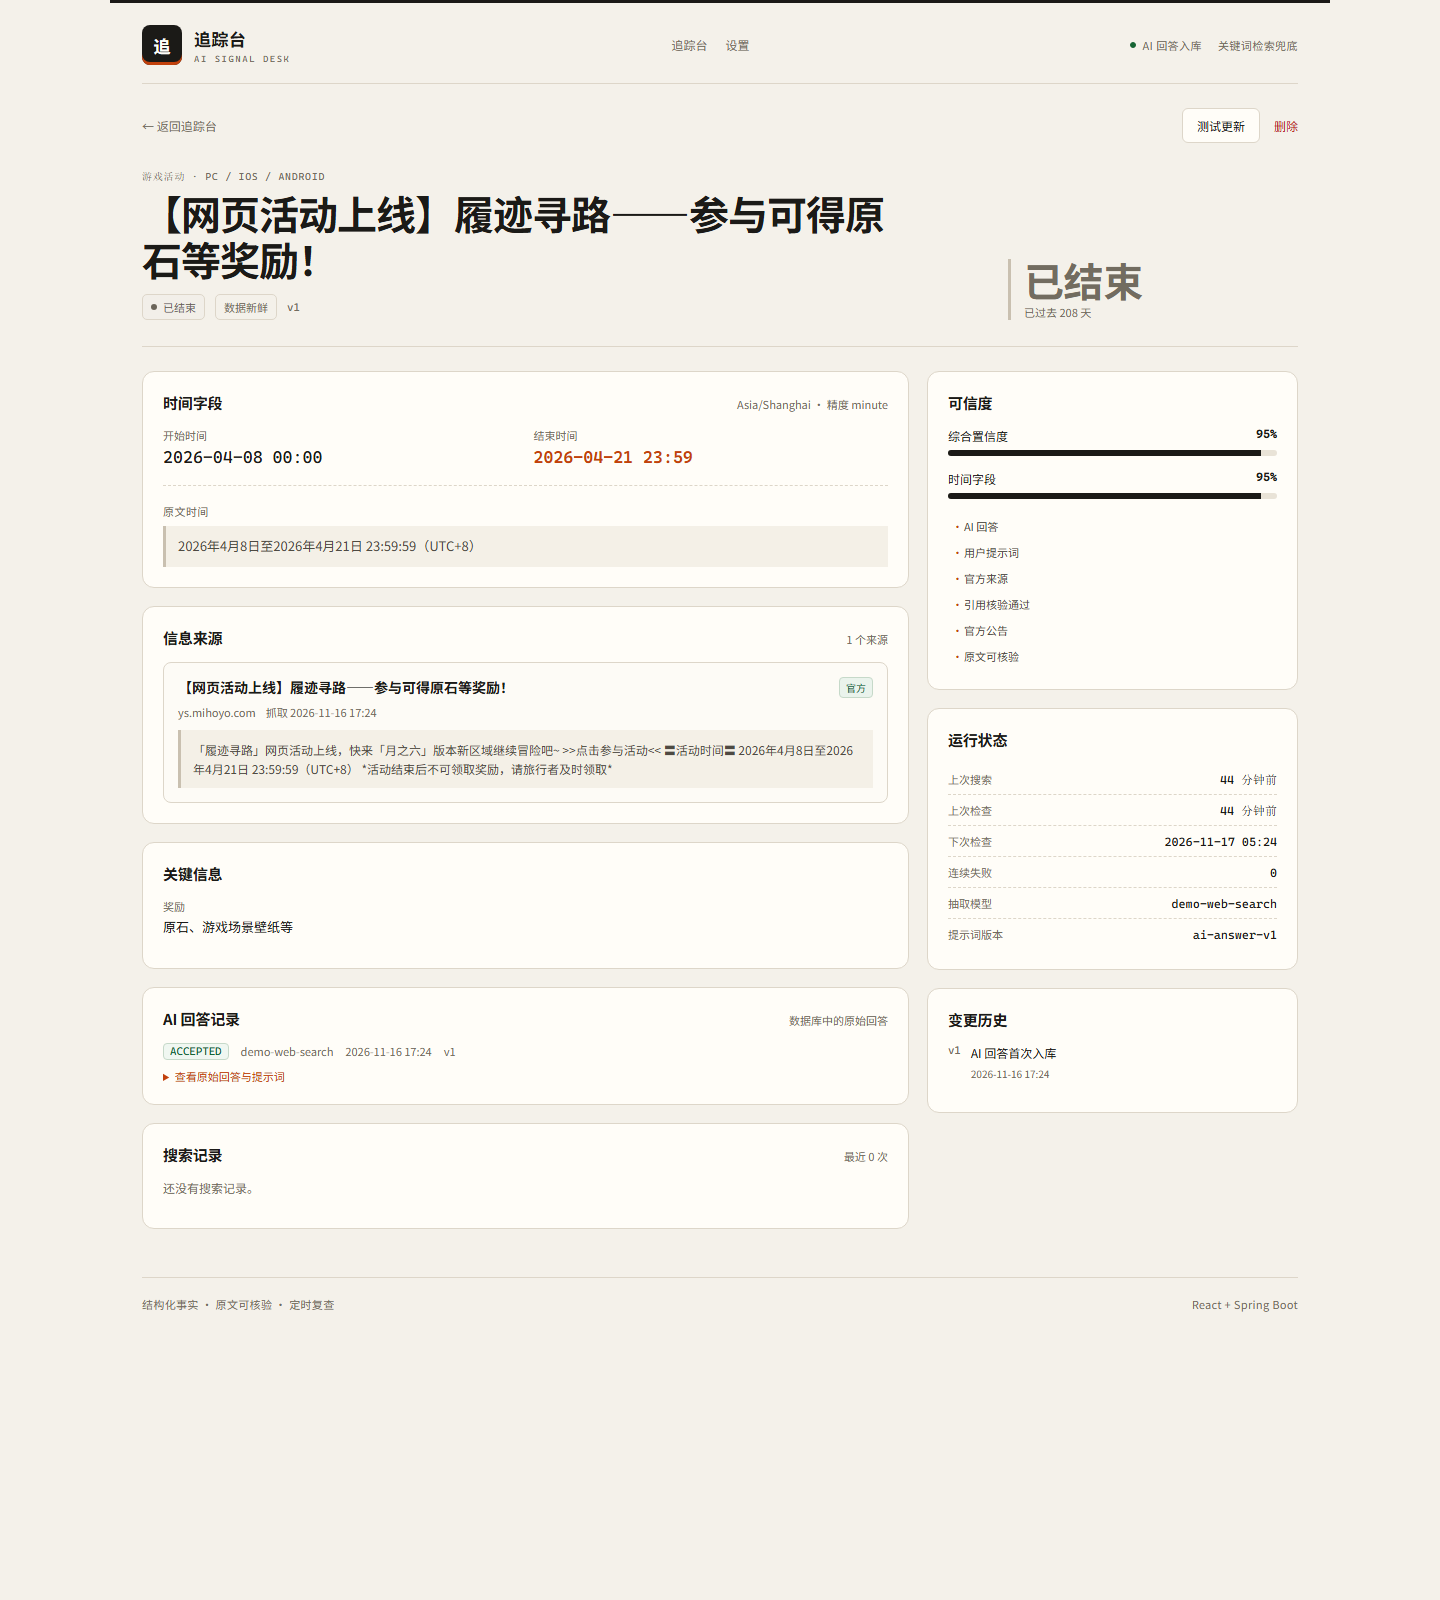 追
追踪台
AI SIGNAL DESK
追踪台 设置
AI 回答入库 关键词检索兜底
← 返回追踪台
测试更新 删除
游戏活动 · PC / IOS / ANDROID
【网页活动上线】履迹寻路——参与可得原
石等奖励！
已结束 数据新鲜 v1
已结束
已过去 208 天
时间字段
Asia/Shanghai · 精度 minute
开始时间
2026-04-08 00:00
结束时间
2026-04-21 23:59
原文时间
2026年4月8日至2026年4月21日 23:59:59（UTC+8）
信息来源
1 个来源
【网页活动上线】履迹寻路——参与可得原石等奖励！
官方
ys.mihoyo.com 抓取 2026-11-16 17:24
「履迹寻路」网页活动上线，快来「月之六」版本新区域继续冒险吧~ >>点击参与活动<< 〓活动时间〓 2026年4月8日至2026
年4月21日 23:59:59（UTC+8） *活动结束后不可领取奖励，请旅行者及时领取*
关键信息
奖励
原石、游戏场景壁纸等
AI 回答记录
数据库中的原始回答
ACCEPTED demo-web-search 2026-11-16 17:24 v1
▶ 查看原始回答与提示词
搜索记录
最近 0 次
还没有搜索记录。
可信度
综合置信度 95%
时间字段 95%
· AI 回答
· 用户提示词
· 官方来源
· 引用核验通过
· 官方公告
· 原文可核验
运行状态
上次搜索 44 分钟前
上次检查 44 分钟前
下次检查 2026-11-17 05:24
连续失败 0
抽取模型 demo-web-search
提示词版本 ai-answer-v1
变更历史
v1 AI 回答首次入库
2026-11-16 17:24
结构化事实 · 原文可核验 · 定时复查
React + Spring Boot